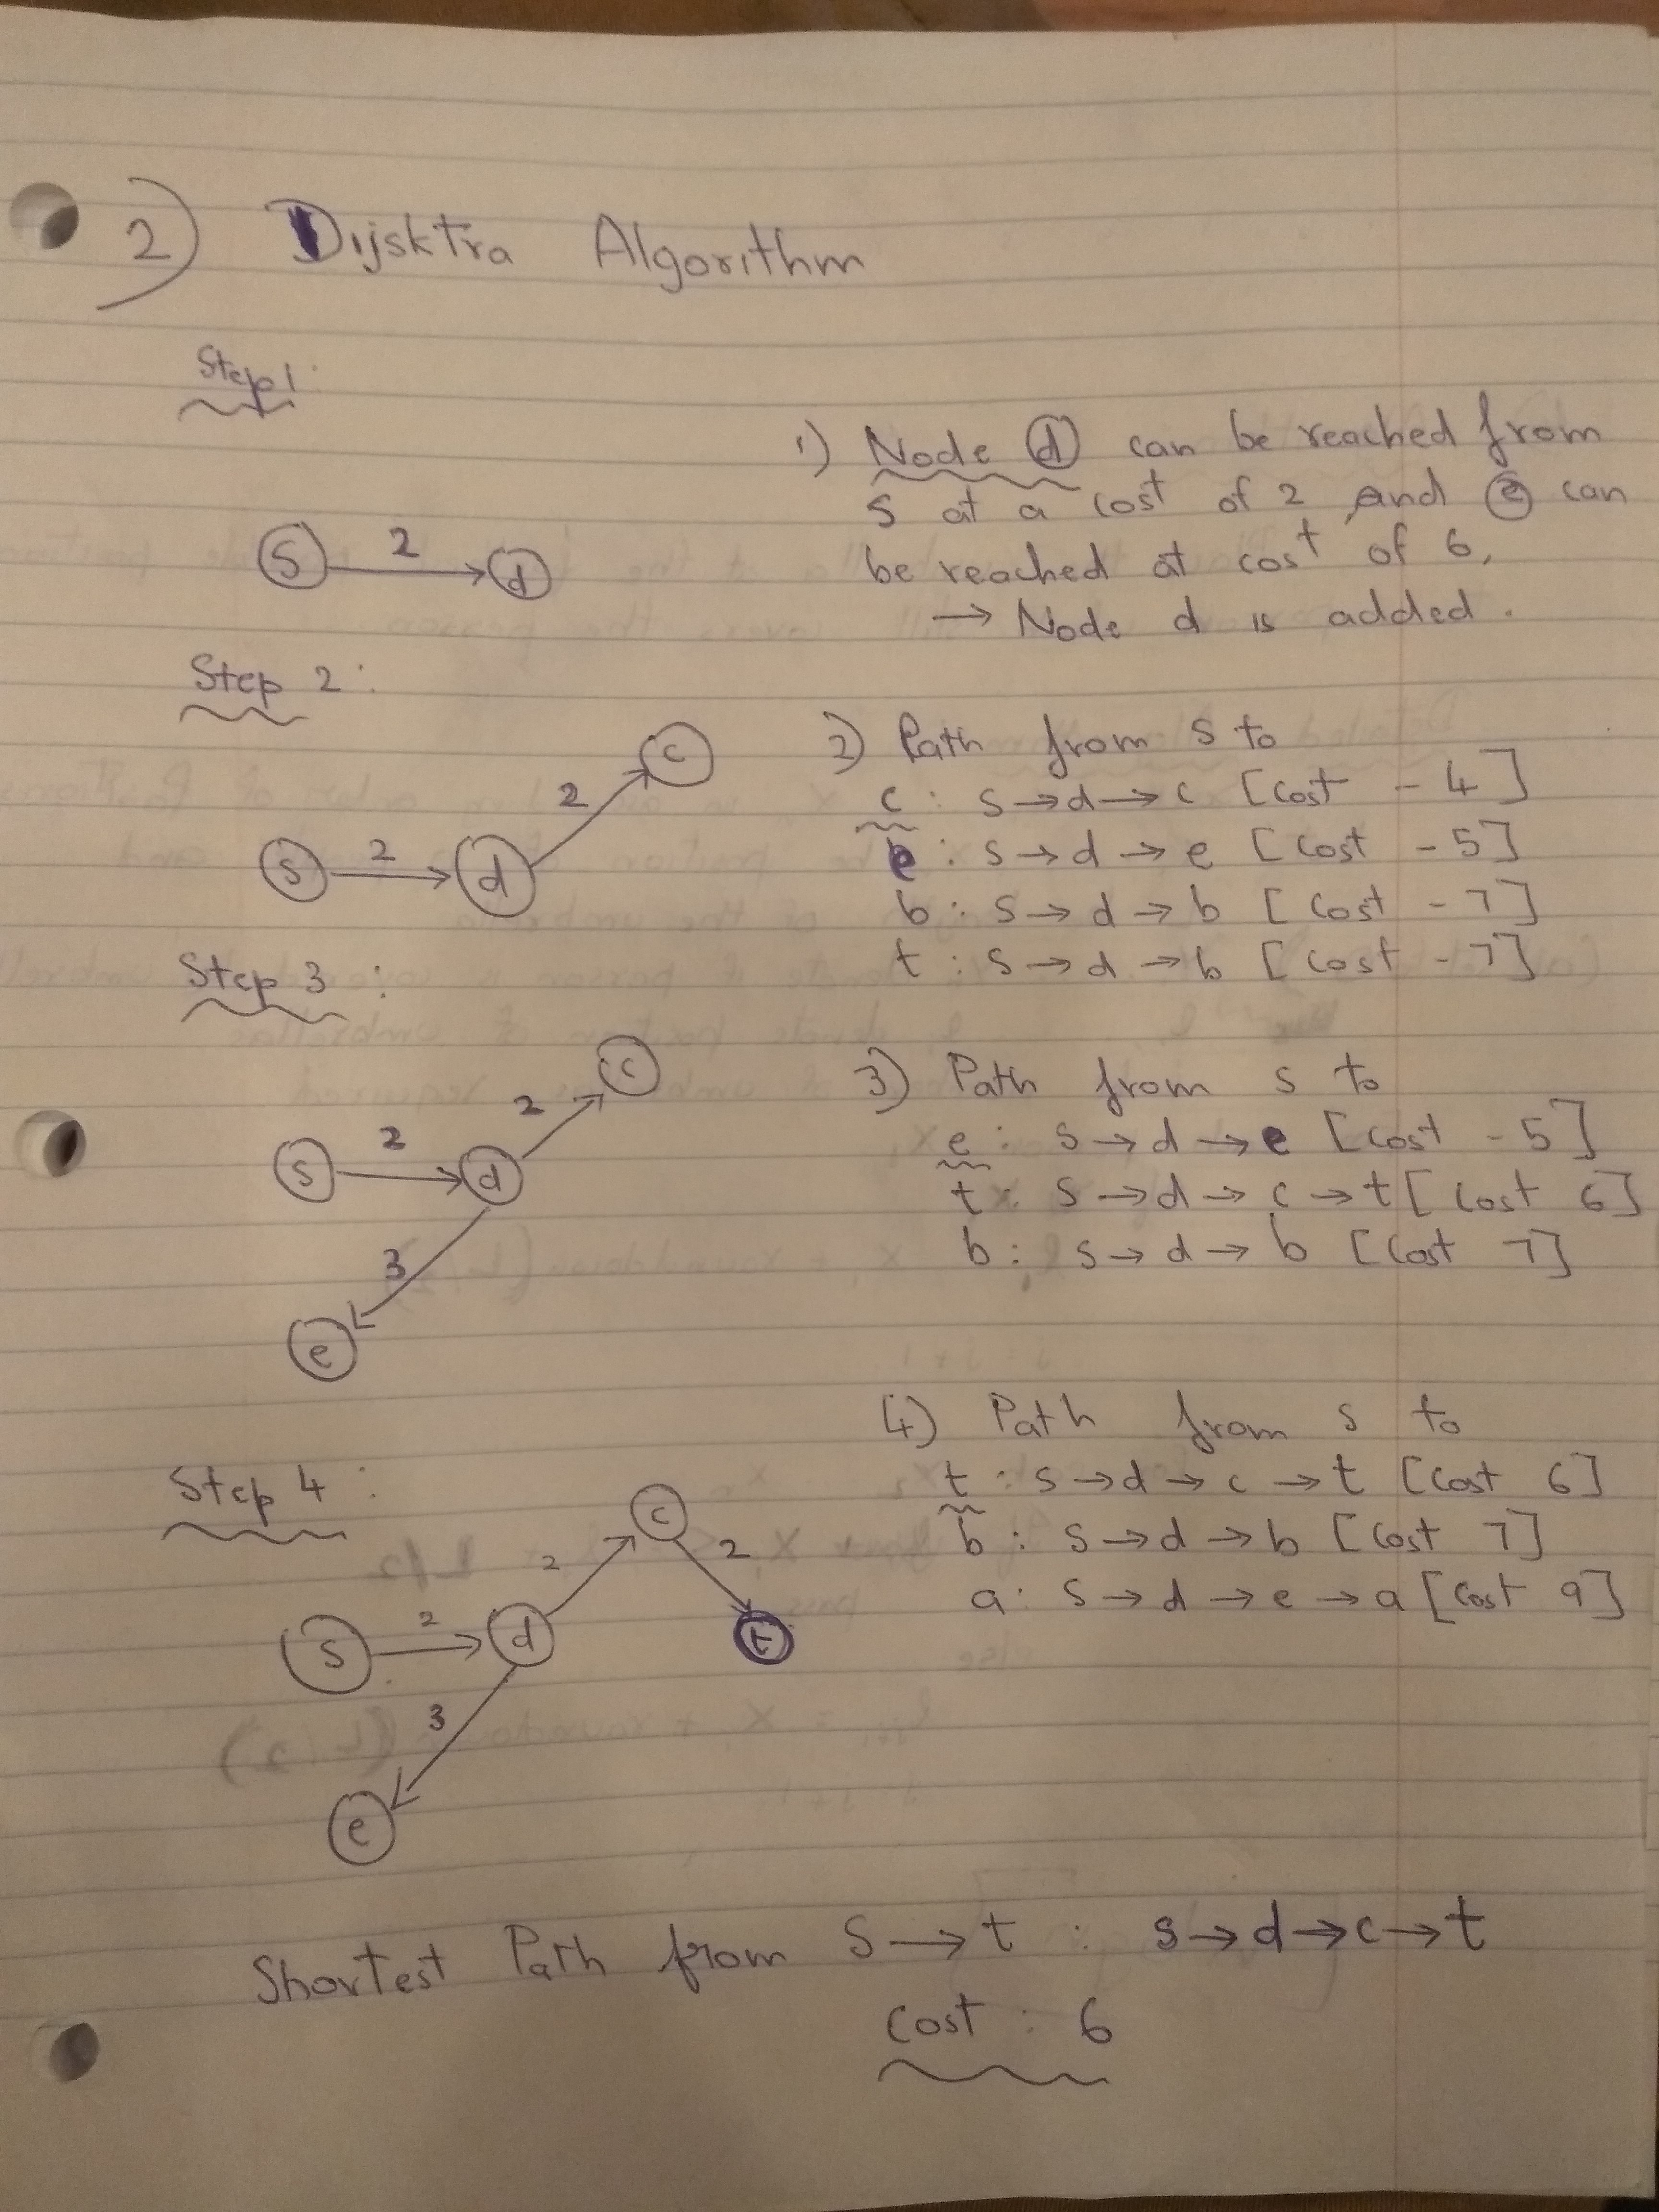 2) Dijsktra Algorithm
Step 1
1) Node d can be reached from
s at a cost of 2, and e can
be reached at cost of 6.
→ Node d is added.
S 2 d
Step 2:
2) Path from s to
c : s → d → c [cost - 4]
e : s → d → e [cost - 5]
b : s → d → b [cost - 7]
t : s → d → b [cost - 7]
c
2
s 2 d
Step 3 :
3) Path from s to
e : s → d → e [cost - 5]
t : s → d → c → t [cost 6]
b : s → d → b [cost 7]
c
2
s 2 d
3
e
4) Path from s to
t : s → d → c → t [cost 6]
b : s → d → b [cost 7]
a : s → d → e → a [cost 9]
Step 4 :
c
2 2
s 2 d t
3
e
Shortest Path from S → t : s → d → c → t
cost : 6